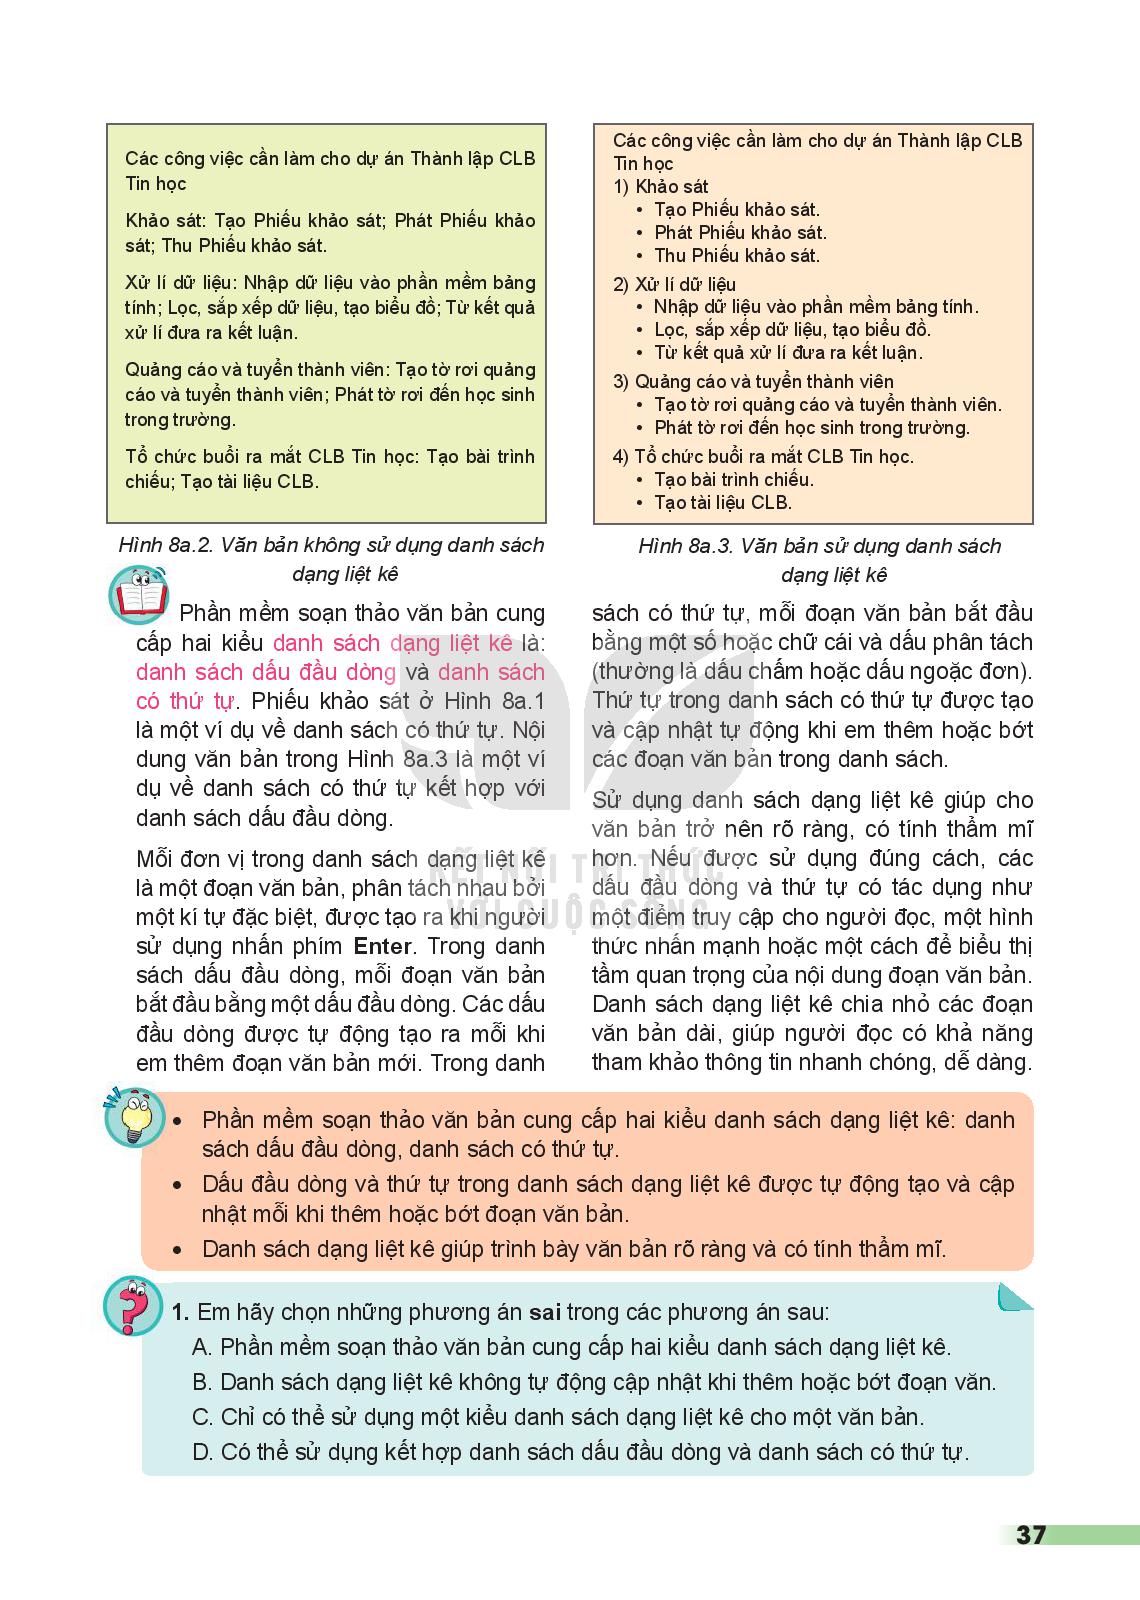 Các công việc cần làm cho dự án Thành lập CLB
Tin học
Khảo sát: Tạo Phiếu khảo sát; Phát Phiếu khảo
sát; Thu Phiếu khảo sát.
Xử lí dữ liệu: Nhập dữ liệu vào phần mềm bảng
tính; Lọc, sắp xếp dữ liệu, tạo biểu đồ; Từ kết quả
xử lí đưa ra kết luận.
Quảng cáo và tuyển thành viên: Tạo tờ rơi quảng
cáo và tuyển thành viên; Phát tờ rơi đến học sinh
trong trường.
Tổ chức buổi ra mắt CLB Tin học: Tạo bài trình
chiếu; Tạo tài liệu CLB.
Hình 8a.2. Văn bản không sử dụng danh sách
dạng liệt kê
Các công việc cần làm cho dự án Thành lập CLB
Tin học
1) Khảo sát
• Tạo Phiếu khảo sát.
• Phát Phiếu khảo sát.
• Thu Phiếu khảo sát.
2) Xử lí dữ liệu
• Nhập dữ liệu vào phần mềm bảng tính.
• Lọc, sắp xếp dữ liệu, tạo biểu đồ.
• Từ kết quả xử lí đưa ra kết luận.
3) Quảng cáo và tuyển thành viên
• Tạo tờ rơi quảng cáo và tuyển thành viên.
• Phát tờ rơi đến học sinh trong trường.
4) Tổ chức buổi ra mắt CLB Tin học.
• Tạo bài trình chiếu.
• Tạo tài liệu CLB.
Hình 8a.3. Văn bản sử dụng danh sách
dạng liệt kê
Phần mềm soạn thảo văn bản cung
cấp hai kiểu danh sách dạng liệt kê là:
danh sách dấu đầu dòng và danh sách
có thứ tự. Phiếu khảo sát ở Hình 8a.1
là một ví dụ về danh sách có thứ tự. Nội
dung văn bản trong Hình 8a.3 là một ví
dụ về danh sách có thứ tự kết hợp với
danh sách dấu đầu dòng.
Mỗi đơn vị trong danh sách dạng liệt kê
là một đoạn văn bản, phân tách nhau bởi
một kí tự đặc biệt, được tạo ra khi người
sử dụng nhấn phím Enter. Trong danh
sách dấu đầu dòng, mỗi đoạn văn bản
bắt đầu bằng một dấu đầu dòng. Các dấu
đầu dòng được tự động tạo ra mỗi khi
em thêm đoạn văn bản mới. Trong danh
sách có thứ tự, mỗi đoạn văn bản bắt đầu
bằng một số hoặc chữ cái và dấu phân tách
(thường là dấu chấm hoặc dấu ngoặc đơn).
Thứ tự trong danh sách có thứ tự được tạo
và cập nhật tự động khi em thêm hoặc bớt
các đoạn văn bản trong danh sách.
Sử dụng danh sách dạng liệt kê giúp cho
văn bản trở nên rõ ràng, có tính thẩm mĩ
hơn. Nếu được sử dụng đúng cách, các
dấu đầu dòng và thứ tự có tác dụng như
một điểm truy cập cho người đọc, một hình
thức nhấn mạnh hoặc một cách để biểu thị
tầm quan trọng của nội dung đoạn văn bản.
Danh sách dạng liệt kê chia nhỏ các đoạn
văn bản dài, giúp người đọc có khả năng
tham khảo thông tin nhanh chóng, dễ dàng.
KẾT NỐI TRI THỨC
VỚI CUỘC SỐNG
• Phần mềm soạn thảo văn bản cung cấp hai kiểu danh sách dạng liệt kê: danh
sách dấu đầu dòng, danh sách có thứ tự.
• Dấu đầu dòng và thứ tự trong danh sách dạng liệt kê được tự động tạo và cập
nhật mỗi khi thêm hoặc bớt đoạn văn bản.
• Danh sách dạng liệt kê giúp trình bày văn bản rõ ràng và có tính thẩm mĩ.
1. Em hãy chọn những phương án sai trong các phương án sau:
A. Phần mềm soạn thảo văn bản cung cấp hai kiểu danh sách dạng liệt kê.
B. Danh sách dạng liệt kê không tự động cập nhật khi thêm hoặc bớt đoạn văn.
C. Chỉ có thể sử dụng một kiểu danh sách dạng liệt kê cho một văn bản.
D. Có thể sử dụng kết hợp danh sách dấu đầu dòng và danh sách có thứ tự.
37